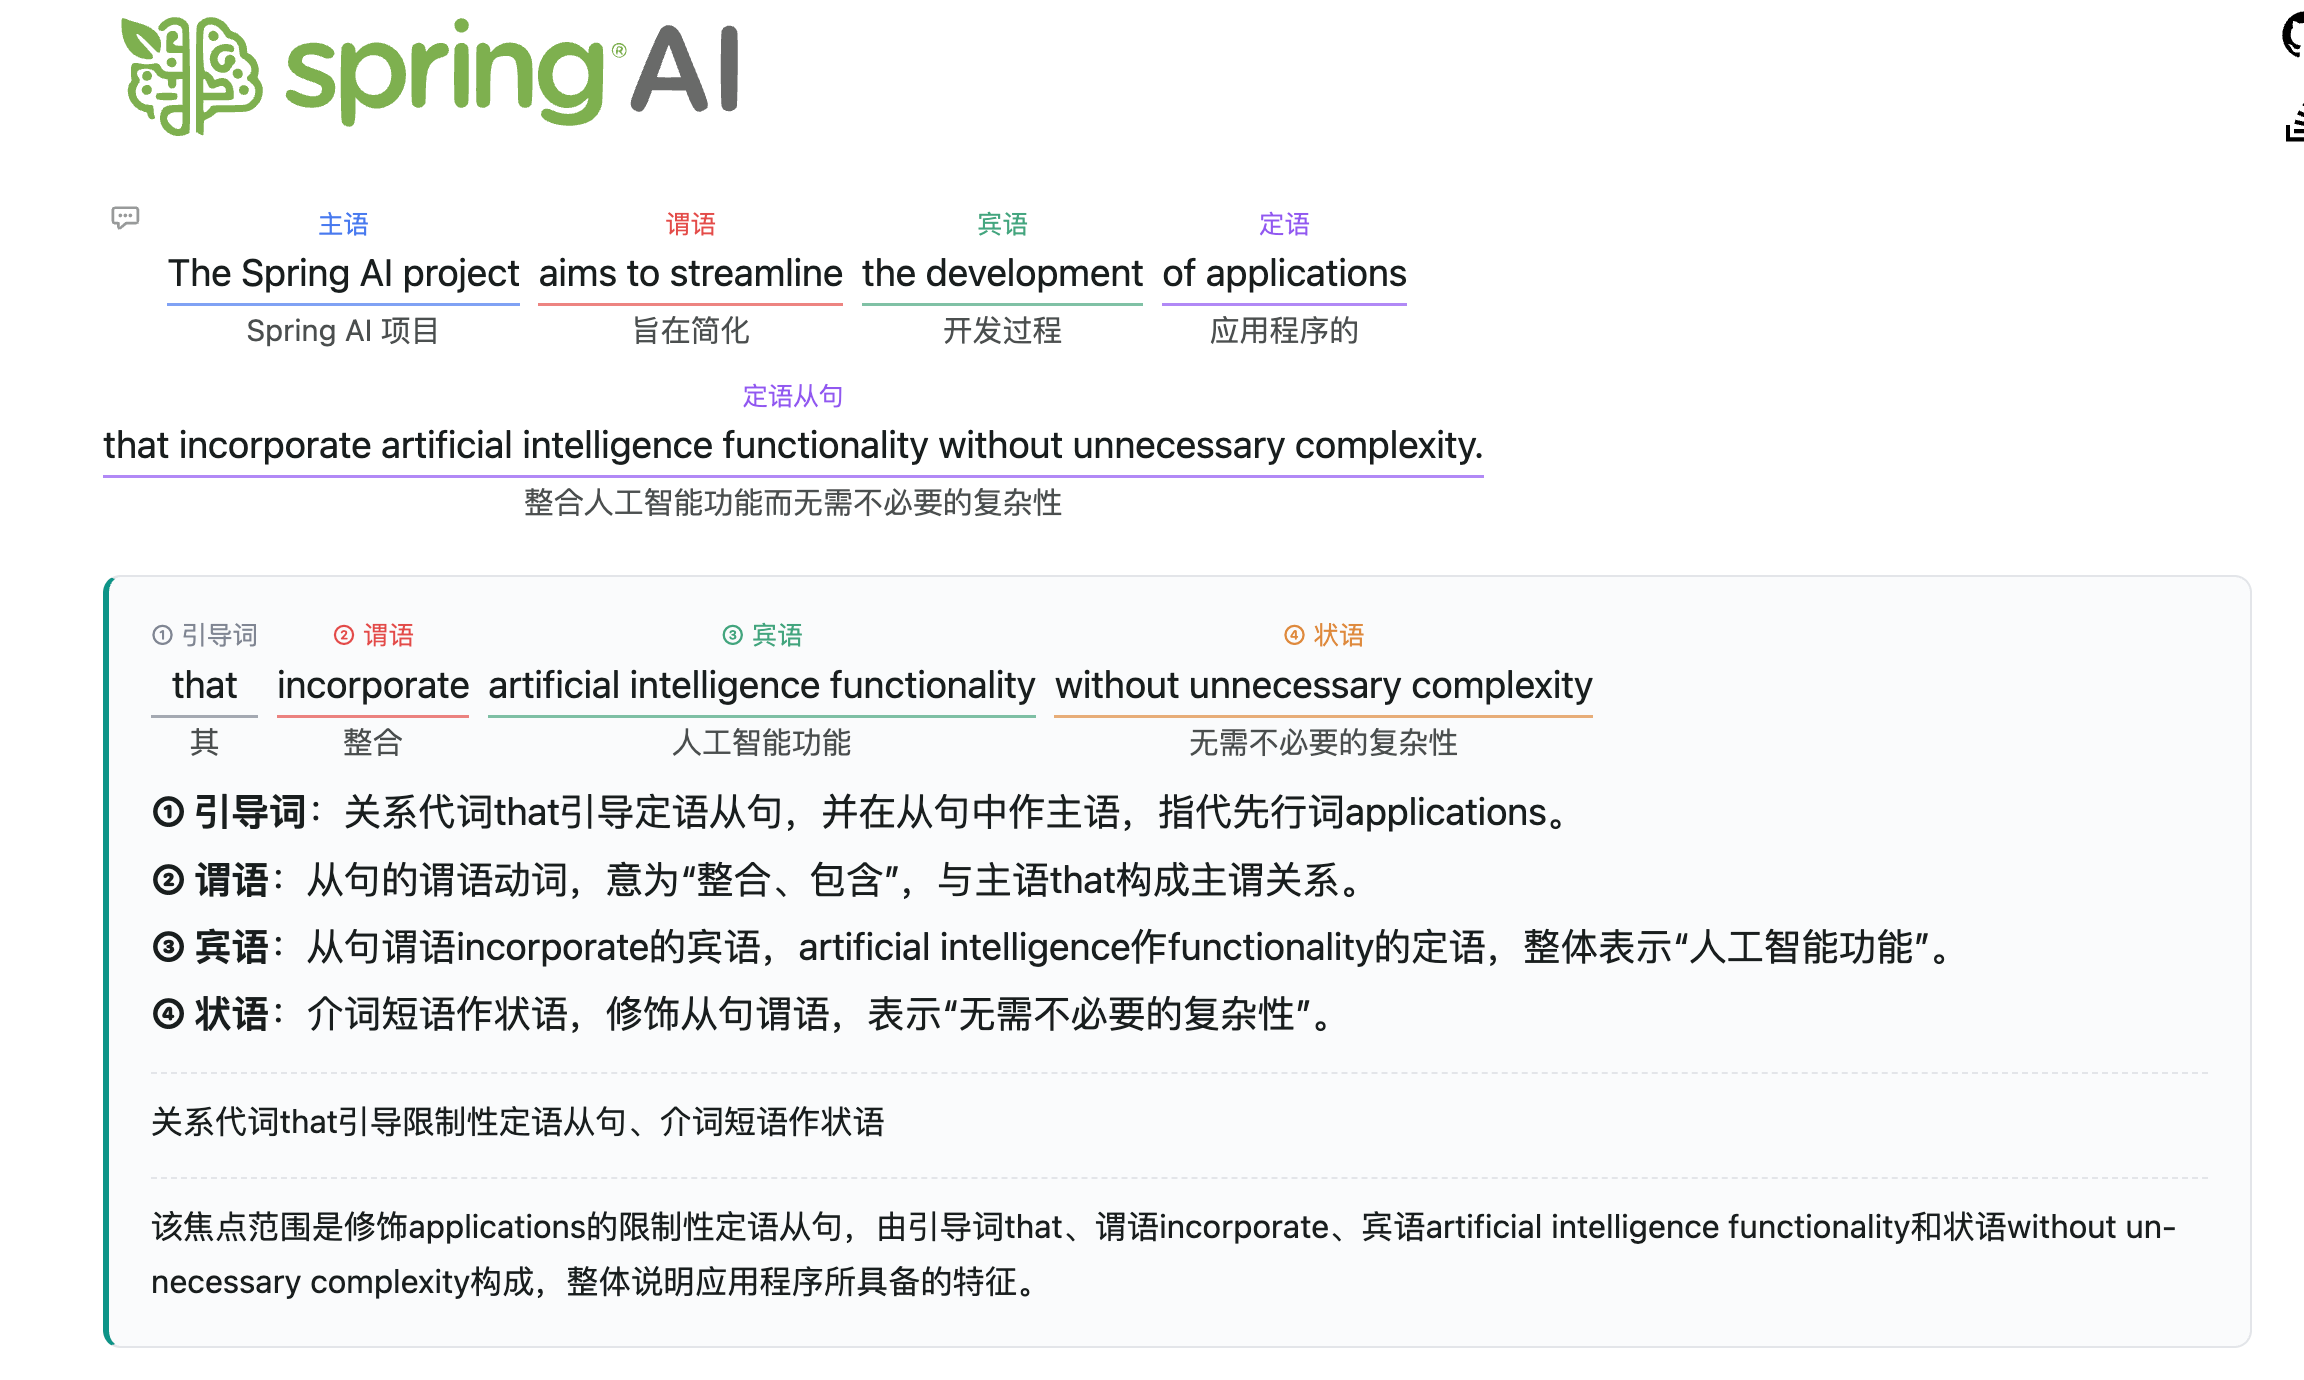 spring® AI
主语 谓语 宾语 定语
The Spring AI project aims to streamline the development of applications
Spring AI 项目 旨在简化 开发过程 应用程序的
定语从句
that incorporate artificial intelligence functionality without unnecessary complexity.
整合人工智能功能而无需不必要的复杂性
① 引导词 ② 谓语 ③ 宾语 ④ 状语
that incorporate artificial intelligence functionality without unnecessary complexity
其 整合 人工智能功能 无需不必要的复杂性
① 引导词：关系代词that引导定语从句，并在从句中作主语，指代先行词applications。
② 谓语：从句的谓语动词，意为“整合、包含”，与主语that构成主谓关系。
③ 宾语：从句谓语incorporate的宾语，artificial intelligence作functionality的定语，整体表示“人工智能功能”。
④ 状语：介词短语作状语，修饰从句谓语，表示“无需不必要的复杂性”。
关系代词that引导限制性定语从句、介词短语作状语
该焦点范围是修饰applications的限制性定语从句，由引导词that、谓语incorporate、宾语artificial intelligence functionality和状语without un-
necessary complexity构成，整体说明应用程序所具备的特征。